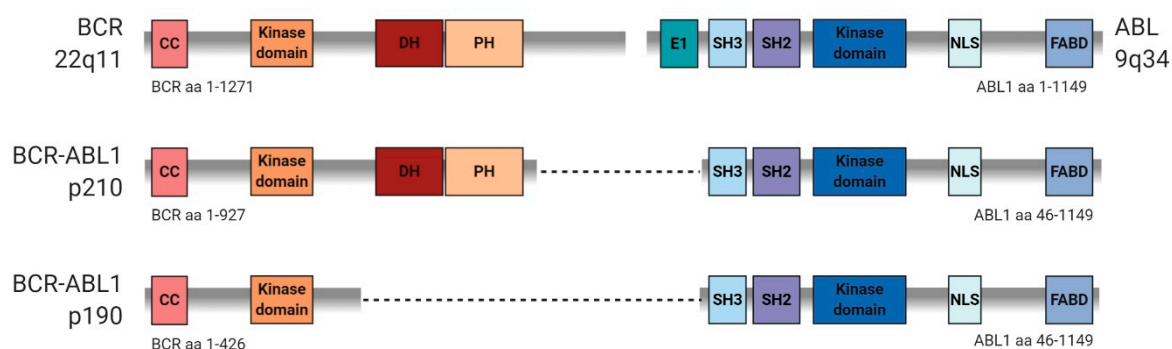 BCR
22q11
CC
Kinase
domain
DH
PH
E1
SH3
SH2
Kinase
domain
NLS
FABD
ABL
9q34
BCR aa 1-1271
ABL1 aa 1-1149
BCR-ABL1
p210
CC
Kinase
domain
DH
PH
SH3
SH2
Kinase
domain
NLS
FABD
BCR aa 1-927
ABL1 aa 46-1149
BCR-ABL1
p190
CC
Kinase
domain
SH3
SH2
Kinase
domain
NLS
FABD
BCR aa 1-426
ABL1 aa 46-1149